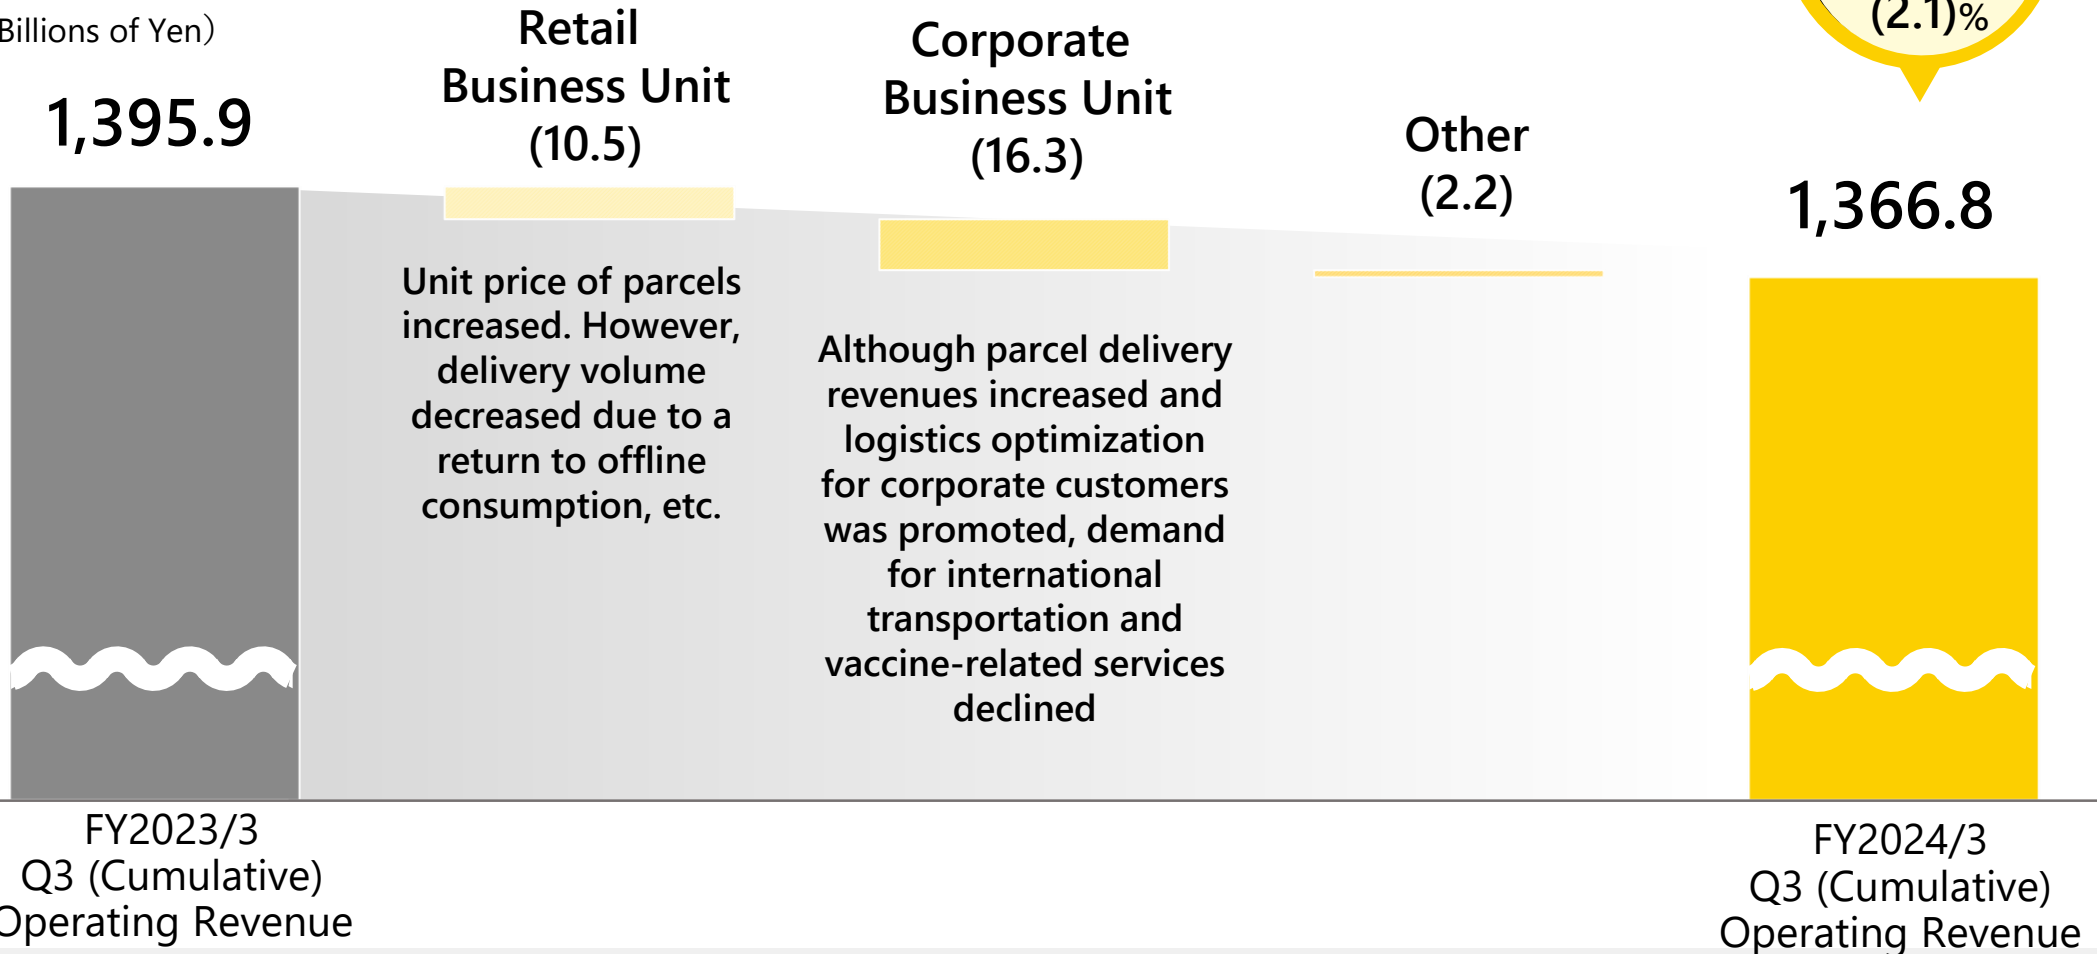 Billions of Yen）
1,395.9
Retail
Business Unit
(10.5)
Corporate
Business Unit
(16.3)
Other
(2.2)
(2.1)%
1,366.8
Unit price of parcels
increased. However,
delivery volume
decreased due to a
return to offline
consumption, etc.
Although parcel delivery
revenues increased and
logistics optimization
for corporate customers
was promoted, demand
for international
transportation and
vaccine-related services
declined
FY2023/3
Q3 (Cumulative)
Operating Revenue
FY2024/3
Q3 (Cumulative)
Operating Revenue